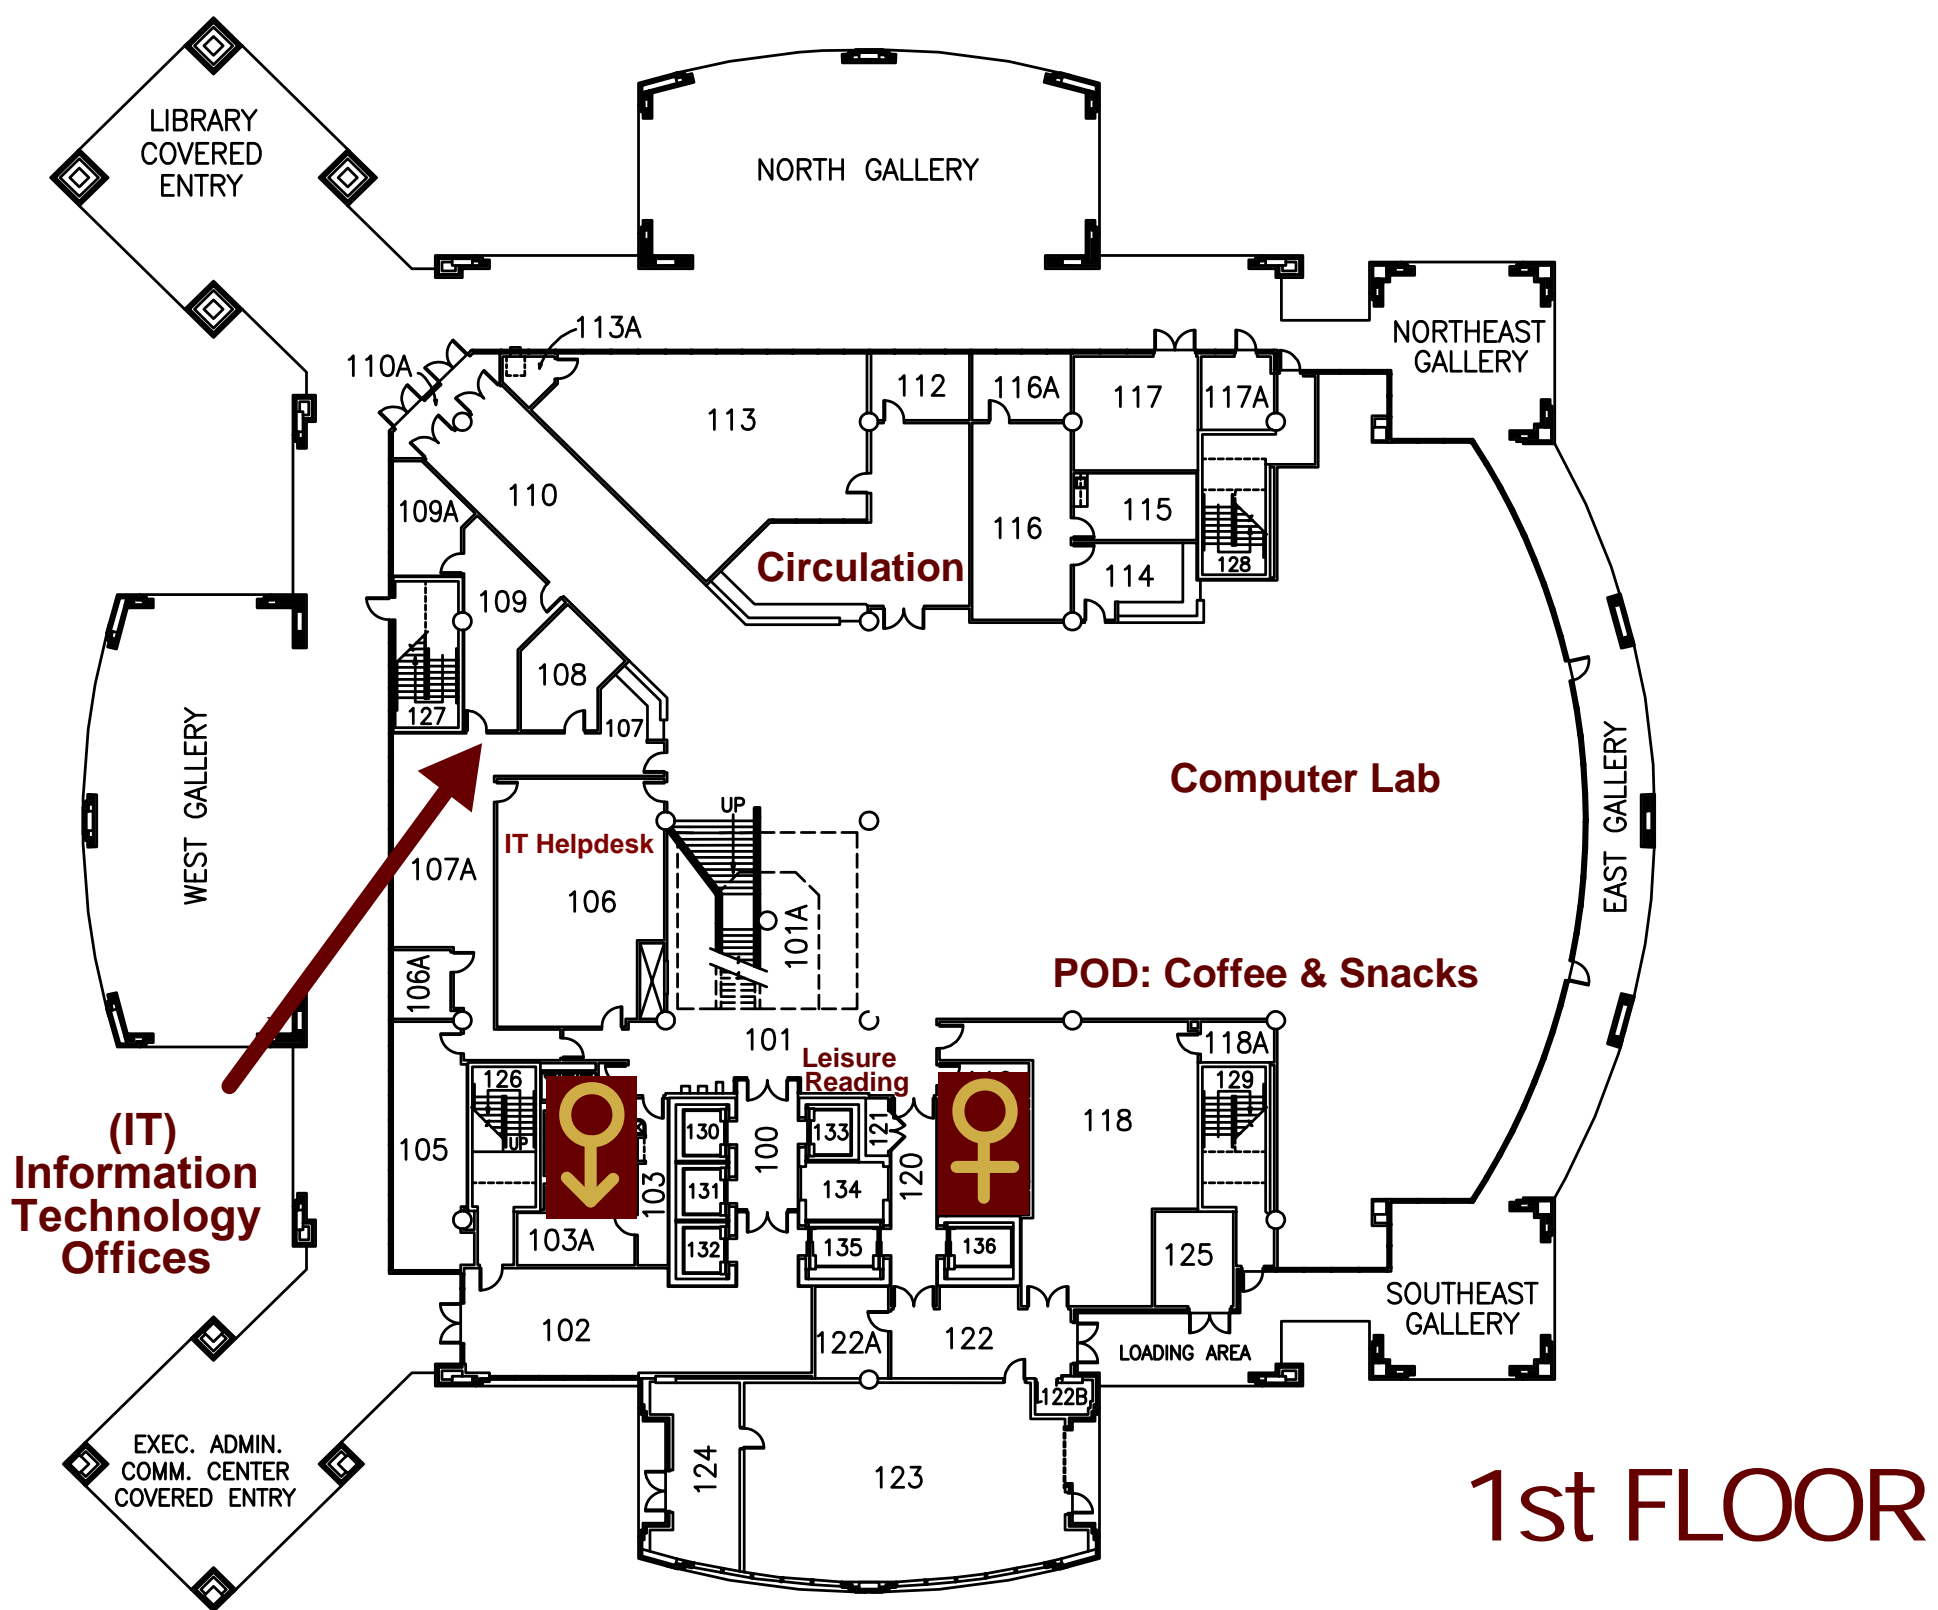 LIBRARY
COVERED
ENTRY
NORTH GALLERY
113A
110A
NORTHEAST
GALLERY
112
116A
117
117A
113
110
109A
115
116
128
Circulation
114
109
108
127
107
WEST GALLERY
EAST GALLERY
Computer Lab
UP
IT Helpdesk
107A
106
101A
106A
POD: Coffee & Snacks
101
Leisure
Reading
118A
126
129
UP
130
133
121
118
105
100
120
131
134
103
103A
132
135
136
125
(IT)
Information
Technology
Offices
SOUTHEAST
GALLERY
102
122A
122
LOADING AREA
122B
EXEC. ADMIN.
COMM. CENTER
COVERED ENTRY
124
123
1st FLOOR